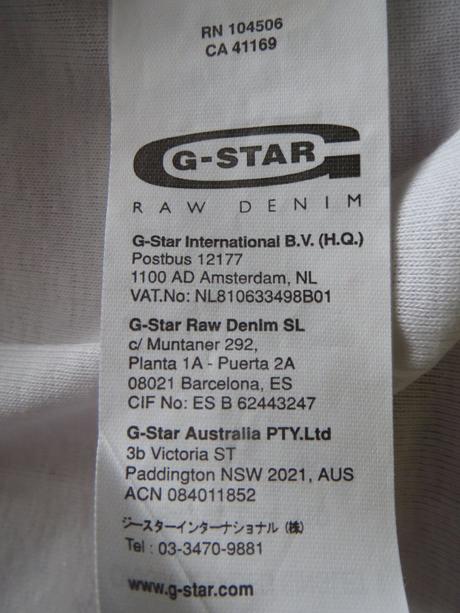 RN 104506
CA 41169
G-STAR
RAW DENIM
G-Star International B.V. (H.Q.)
Postbus 12177
1100 AD Amsterdam, NL
VAT.No: NL810633498B01
G-Star Raw Denim SL
c/ Muntaner 292,
Planta 1A - Puerta 2A
08021 Barcelona, ES
CIF No: ES B 62443247
G-Star Australia PTY.Ltd
3b Victoria ST
Paddington NSW 2021, AUS
ACN 084011852
ジースターインターナショナル (株)
Tel : 03-3470-9881
www.g-star.com